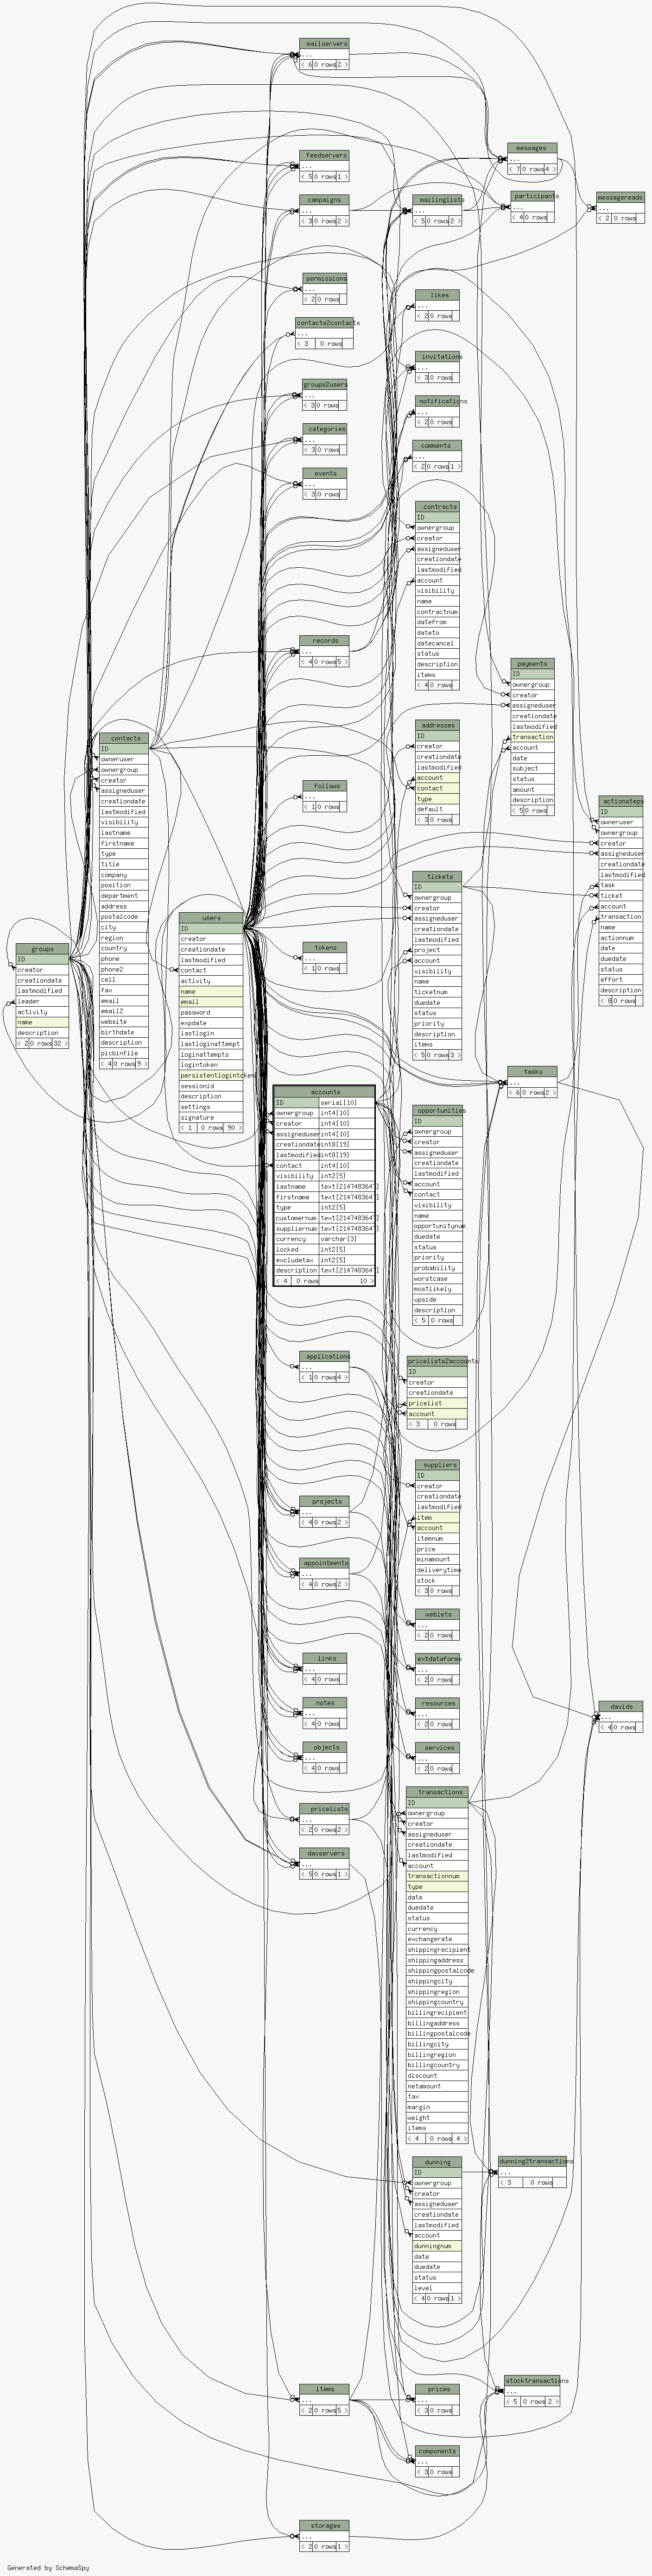 mailservers
...
< 6 0 rows 2 >
messages
...
< 7 0 rows 4 >
feedservers
...
< 5 0 rows 1 >
campaigns
...
< 3 0 rows 2 >
mailinglists
...
< 5 0 rows 2 >
participants
...
< 4 0 rows
messagereads
...
< 2 0 rows
permissions
...
< 2 0 rows
likes
...
< 2 0 rows
contacts2contacts
...
< 3 0 rows
invitations
...
< 3 0 rows
groups2users
...
< 3 0 rows
notifications
...
< 2 0 rows
categories
...
< 3 0 rows
comments
...
< 2 0 rows 1 >
events
...
< 3 0 rows
contracts
ID
ownergroup
creator
assigneduser
creationdate
lastmodified
account
visibility
name
contractnum
datefrom
dateto
datecancel
status
description
items
< 4 0 rows
records
...
< 4 0 rows 5 >
payments
ID
ownergroup
creator
assigneduser
creationdate
lastmodified
transaction
account
date
subject
status
amount
description
< 5 0 rows
addresses
ID
creator
creationdate
lastmodified
account
contact
type
default
< 3 0 rows
contacts
ID
owneruser
ownergroup
creator
assigneduser
creationdate
lastmodified
visibility
lastname
firstname
type
title
company
position
department
address
postalcode
city
region
country
phone
phone2
cell
fax
email
email2
website
birthdate
description
picbinfile
< 4 0 rows 9 >
follows
...
< 1 0 rows
actionsteps
ID
owneruser
ownergroup
creator
assigneduser
creationdate
lastmodified
task
ticket
account
transaction
name
actionnum
date
duedate
status
effort
description
< 8 0 rows
tickets
ID
ownergroup
creator
assigneduser
creationdate
lastmodified
project
account
visibility
name
ticketnum
duedate
status
priority
description
items
< 5 0 rows 3 >
users
ID
creator
creationdate
lastmodified
contact
activity
name
email
password
expdate
lastlogin
lastloginattempt
loginattempts
logintoken
persistentlogintoken
sessionid
description
settings
signature
< 1 0 rows 90 >
groups
ID
creator
creationdate
lastmodified
leader
activity
name
description
< 2 0 rows 32 >
tokens
...
< 1 0 rows
tasks
...
< 6 0 rows 2 >
accounts
ID serial[10]
ownergroup int4[10]
creator int4[10]
assigneduser int4[10]
creationdate int8[19]
lastmodified int8[19]
contact int4[10]
visibility int2[5]
lastname text[2147483647]
firstname text[2147483647]
type int2[5]
customernum text[2147483647]
suppliernum text[2147483647]
currency varchar[3]
locked int2[5]
excludetax int2[5]
description text[2147483647]
< 4 0 rows 10 >
opportunities
ID
ownergroup
creator
assigneduser
creationdate
lastmodified
account
contact
visibility
name
opportunitynum
duedate
status
priority
probability
worstcase
mostlikely
upside
description
< 5 0 rows
applications
...
< 1 0 rows 4 >
pricelists2accounts
ID
creator
creationdate
pricelist
account
< 3 0 rows
suppliers
ID
creator
creationdate
lastmodified
item
account
itemnum
price
minamount
deliverytime
stock
< 3 0 rows
projects
...
< 4 0 rows 2 >
appointments
...
< 4 0 rows 2 >
weblets
...
< 2 0 rows
links
...
< 4 0 rows
extdataforms
...
< 2 0 rows
notes
...
< 4 0 rows
resources
...
< 2 0 rows
davids
...
< 4 0 rows
objects
...
< 4 0 rows
services
...
< 2 0 rows
pricelists
...
< 2 0 rows 2 >
davservers
...
< 5 0 rows 1 >
transactions
ID
ownergroup
creator
assigneduser
creationdate
lastmodified
account
transactionnum
type
date
duedate
status
currency
exchangerate
shippingrecipient
shippingaddress
shippingpostalcode
shippingcity
shippingregion
shippingcountry
billingrecipient
billingaddress
billingpostalcode
billingcity
billingregion
billingcountry
discount
netamount
tax
margin
weight
items
< 4 0 rows 4 >
dunning
ID
ownergroup
creator
assigneduser
creationdate
lastmodified
account
dunningnum
date
duedate
status
level
< 4 0 rows 1 >
dunning2transactions
...
< 3 0 rows
items
...
< 2 0 rows 5 >
prices
...
< 3 0 rows
stocktransactions
...
< 5 0 rows 2 >
components
...
< 3 0 rows
storages
...
< 2 0 rows 1 >
Generated by SchemaSpy